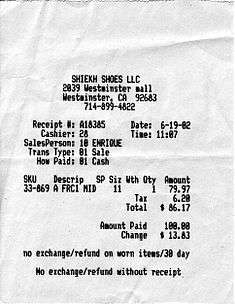 SHIEKH SHOES LLC
2039 Westminster mall
Westminster, CA 92683
714-899-4822
Receipt #: A18385 Date: 6-19-02
Cashier: 28 Time: 11:07
SalesPerson: 10 ENRIQUE
Trans Type: 01 Sale
How Paid: 01 Cash
SKU Descrip SP Siz Wth Qty Amount
33-869 A FRC1 MID 11 1 79.97
Tax 6.20
Total $ 86.17
Amount Paid 100.00
Change $ 13.83
no exchange/refund on worn items/30 day
No exchange/refund without receipt